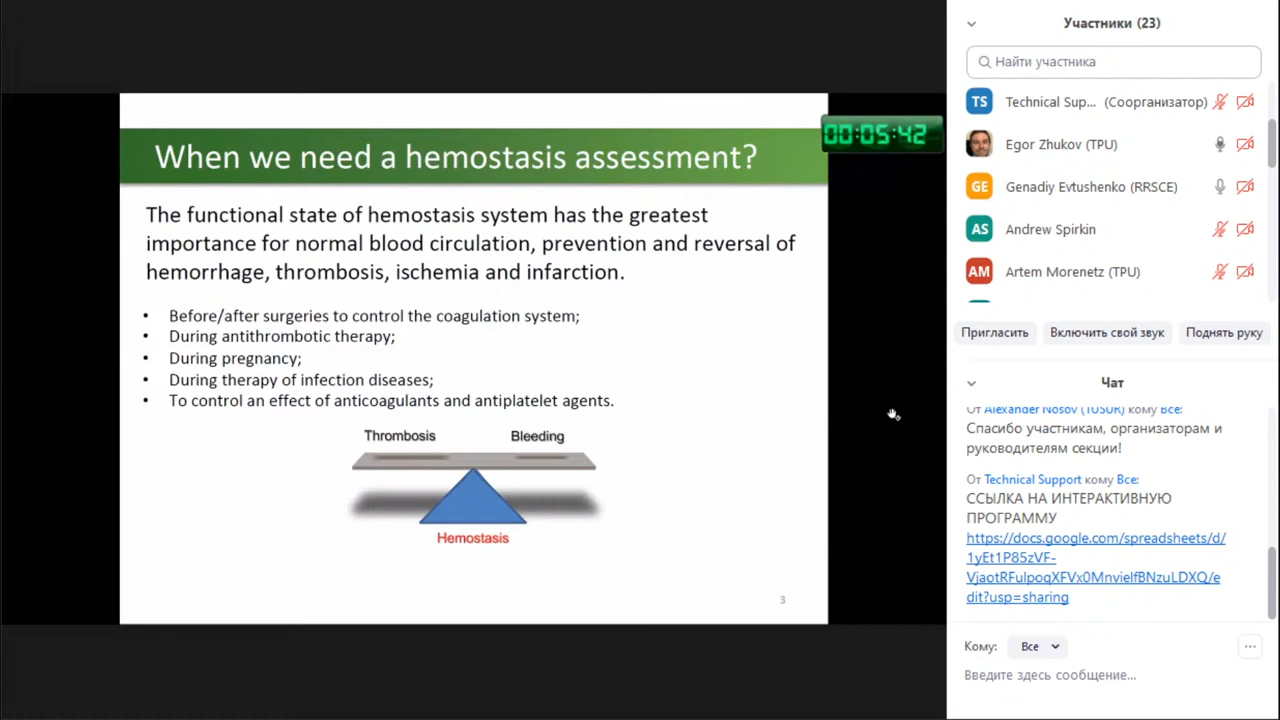 When we need a hemostasis assessment?
00:05:42
The functional state of hemostasis system has the greatest
importance for normal blood circulation, prevention and reversal of
hemorrhage, thrombosis, ischemia and infarction.
• Before/after surgeries to control the coagulation system;
• During antithrombotic therapy;
• During pregnancy;
• During therapy of infection diseases;
• To control an effect of anticoagulants and antiplatelet agents.
Thrombosis Bleeding
Hemostasis
3
Участники (23)
Найти участника
TS Technical Sup... (Соорганизатор)
Egor Zhukov (TPU)
GE Genadiy Evtushenko (RRSCE)
AS Andrew Spirkin
AM Artem Morenetz (TPU)
Пригласить Включить свой звук Поднять руку
Чат
От Alexander Nosov (TUSUR) кому Все:
Спасибо участникам, организаторам и
руководителям секции!
От Technical Support кому Все:
ССЫЛКА НА ИНТЕРАКТИВНУЮ
ПРОГРАММУ
https://docs.google.com/spreadsheets/d/
1yEt1P85zVF-
VjaotRFulpoqXFVx0MnvielfBNzuLDXQ/e
dit?usp=sharing
Кому: Все
Введите здесь сообщение...